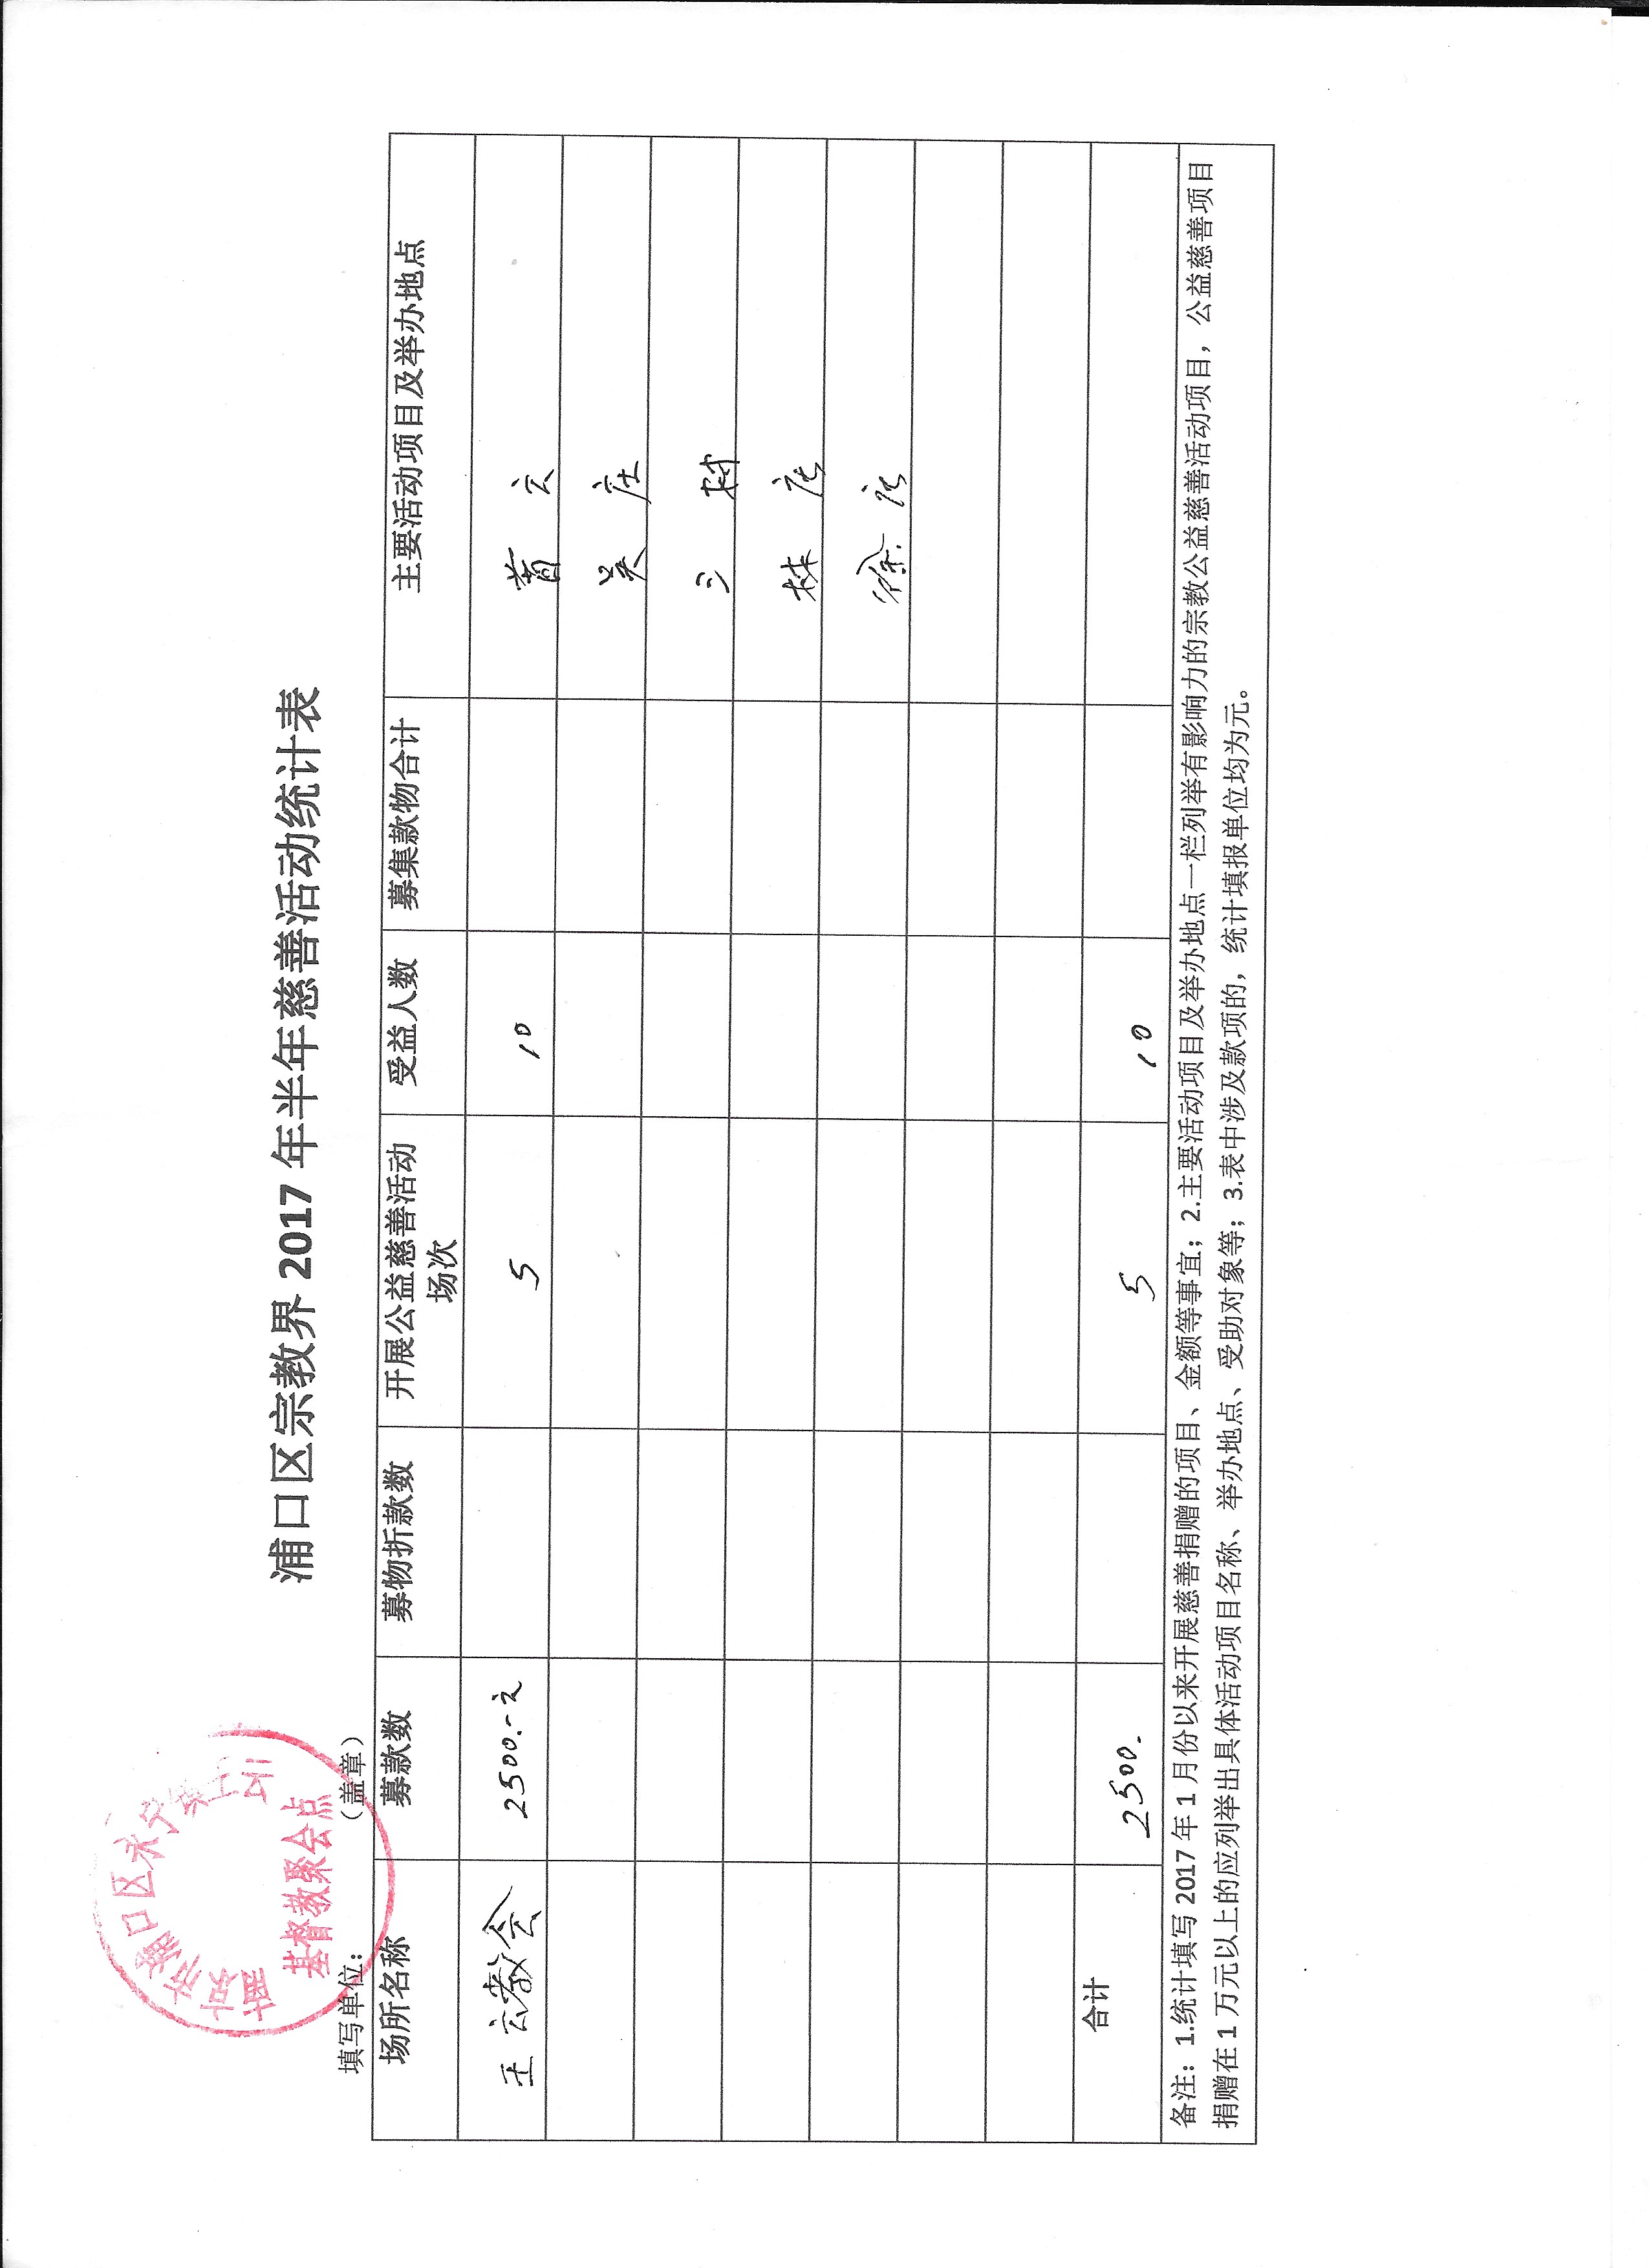 南京市浦口区永宁镇王云
基督教聚会点
浦口区宗教界 2017 年半年慈善活动统计表
填写单位： （盖章）
场所名称 募款数 募物折款数 开展公益慈善活动场次 受益人数 募集款物合计 主要活动项目及举办地点
王云教会 2500.-元 5 10 云
吴庄
三村
林庄
徐庄
合计 2500. 5 10
备注：1.统计填写 2017 年 1 月份以来开展慈善捐赠的项目、金额等事宜；2.主要活动项目及举办地点一栏列举有影响力的宗教公益慈善活动项目，公益慈善项目
捐赠在 1 万元以上的应列举出具体活动项目名称、举办地点、受助对象等；3.表中涉及款项的，统计填报单位均为元。